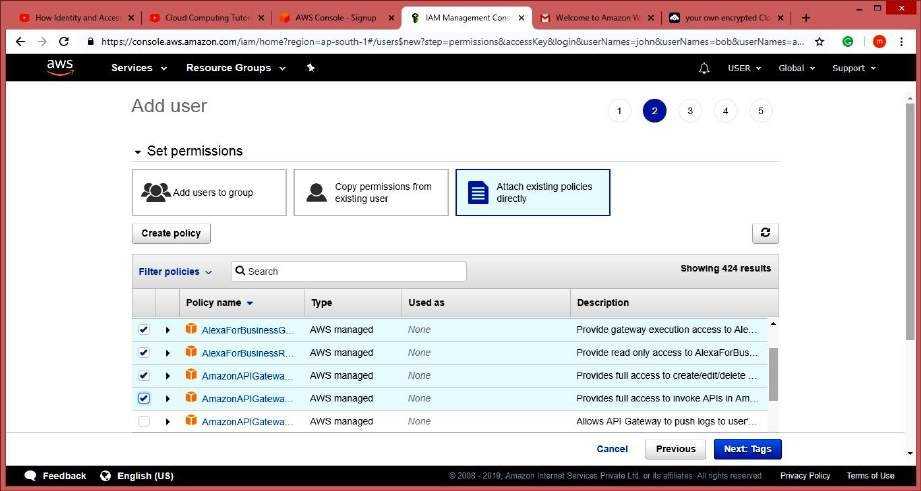 How Identity and Access
Cloud Computing Tutor
AWS Console - Signup
IAM Management Cons
Welcome to Amazon W
your own encrypted Clo
https://console.aws.amazon.com/iam/home?region=ap-south-1#/users$new?step=permissions&accessKey&login&userNames=john&userNames=bob&userNames=a...
m
aws
Services
Resource Groups
USER
Global
Support
Add user
1
2
3
4
5
Set permissions
Add users to group
Copy permissions from
existing user
Attach existing policies
directly
Create policy
Filter policies
Search
Showing 424 results
Policy name Type Used as Description
AlexaForBusinessG... AWS managed None Provide gateway execution access to Ale...
AlexaForBusinessR... AWS managed None Provide read only access to AlexaForBus...
AmazonAPIGatewa... AWS managed None Provides full access to create/edit/delete ...
AmazonAPIGatewa... AWS managed None Provides full access to invoke APIs in Am...
AmazonAPIGatewa... AWS managed None Allows API Gateway to push logs to user'...
Cancel
Previous
Next: Tags
Feedback
English (US)
© 2008 - 2019, Amazon Internet Services Private Ltd. or its affiliates. All rights reserved.
Privacy Policy
Terms of Use